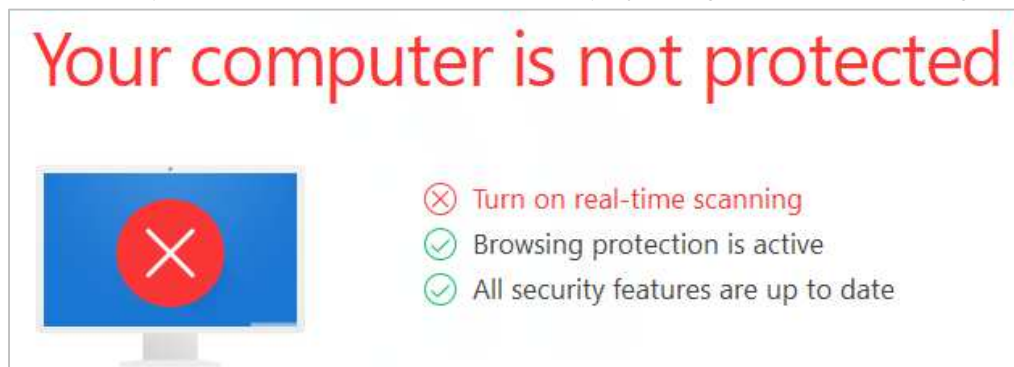 Your computer is not protected
Turn on real-time scanning
Browsing protection is active
All security features are up to date